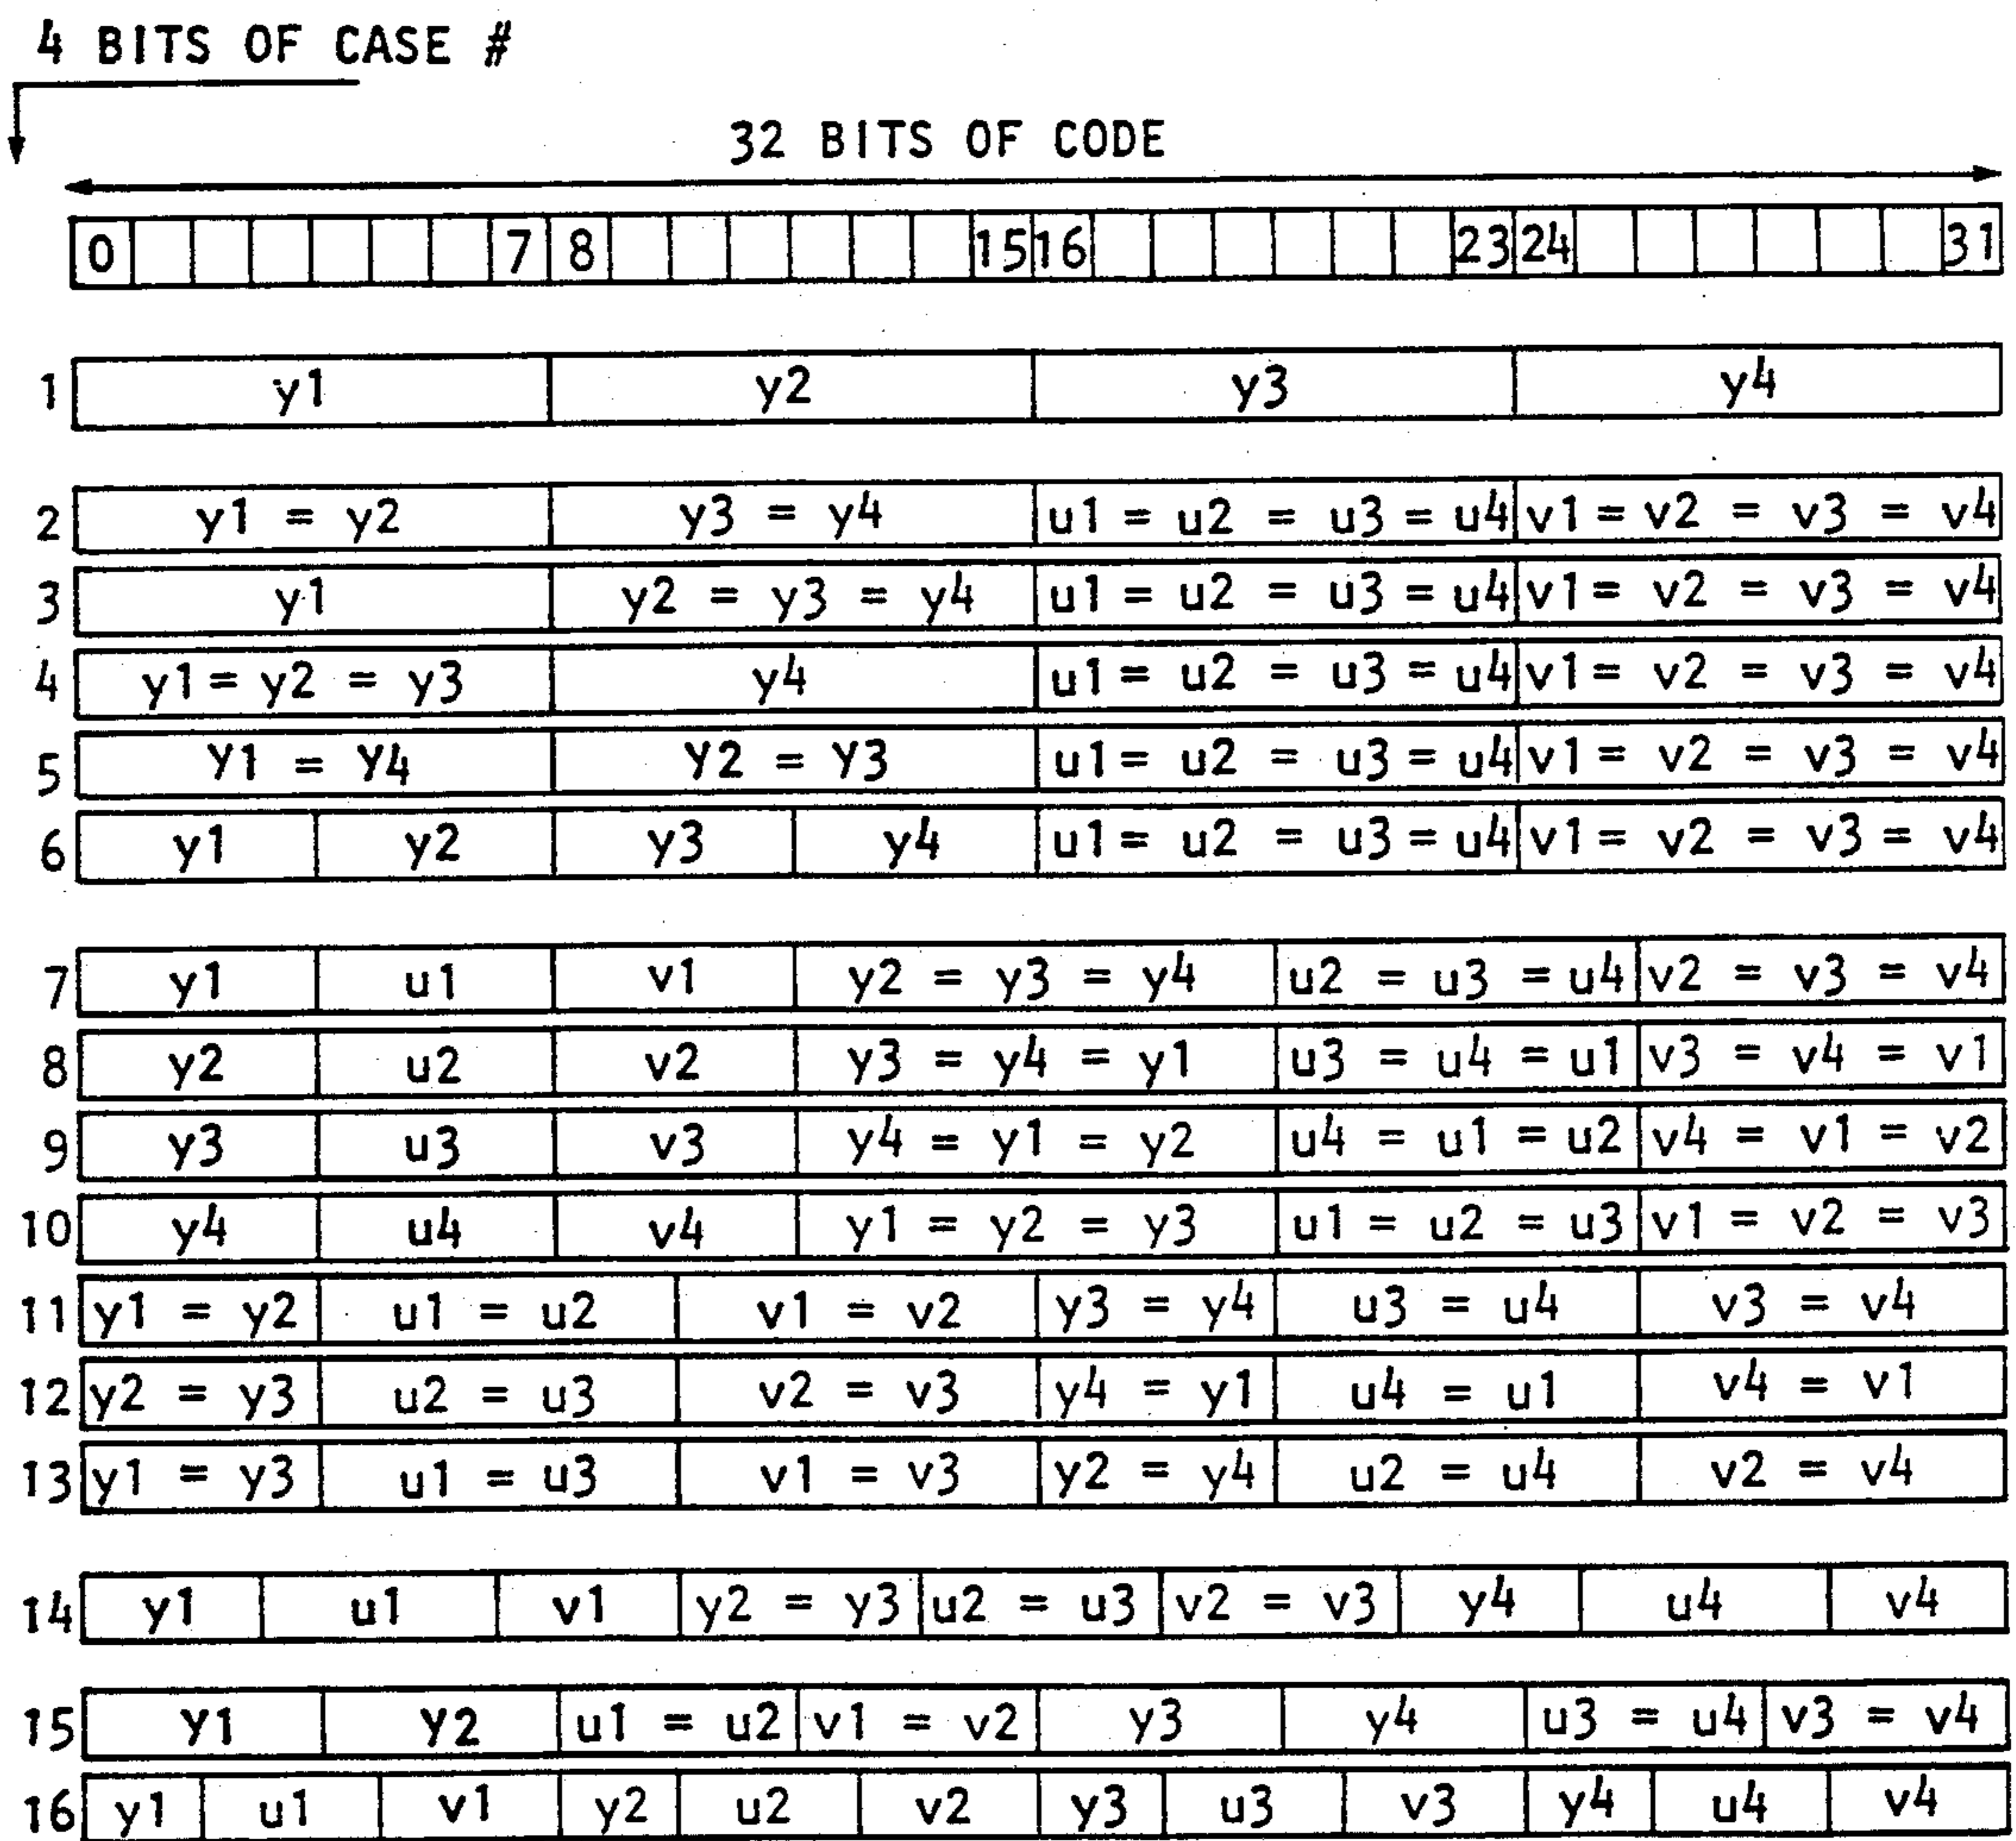 4 BITS OF CASE #
32 BITS OF CODE
0 7 8 15 16 23 24 31
1 y1 y2 y3 y4
2 y1 = y2 y3 = y4 u1 = u2 = u3 = u4 v1 = v2 = v3 = v4
3 y1 y2 = y3 = y4 u1 = u2 = u3 = u4 v1 = v2 = v3 = v4
4 y1 = y2 = y3 y4 u1 = u2 = u3 = u4 v1 = v2 = v3 = v4
5 Y1 = Y4 Y2 = Y3 u1 = u2 = u3 = u4 v1 = v2 = v3 = v4
6 y1 y2 y3 y4 u1 = u2 = u3 = u4 v1 = v2 = v3 = v4
7 y1 u1 v1 y2 = y3 = y4 u2 = u3 = u4 v2 = v3 = v4
8 y2 u2 v2 y3 = y4 = y1 u3 = u4 = u1 v3 = v4 = v1
9 y3 u3 v3 y4 = y1 = y2 u4 = u1 = u2 v4 = v1 = v2
10 y4 u4 v4 y1 = y2 = y3 u1 = u2 = u3 v1 = v2 = v3
11 y1 = y2 u1 = u2 v1 = v2 y3 = y4 u3 = u4 v3 = v4
12 y2 = y3 u2 = u3 v2 = v3 y4 = y1 u4 = u1 v4 = v1
13 y1 = y3 u1 = u3 v1 = v3 y2 = y4 u2 = u4 v2 = v4
14 y1 u1 v1 y2 = y3 u2 = u3 v2 = v3 y4 u4 v4
15 Y1 Y2 u1 = u2 v1 = v2 y3 y4 u3 = u4 v3 = v4
16 y1 u1 v1 y2 u2 v2 y3 u3 v3 y4 u4 v4